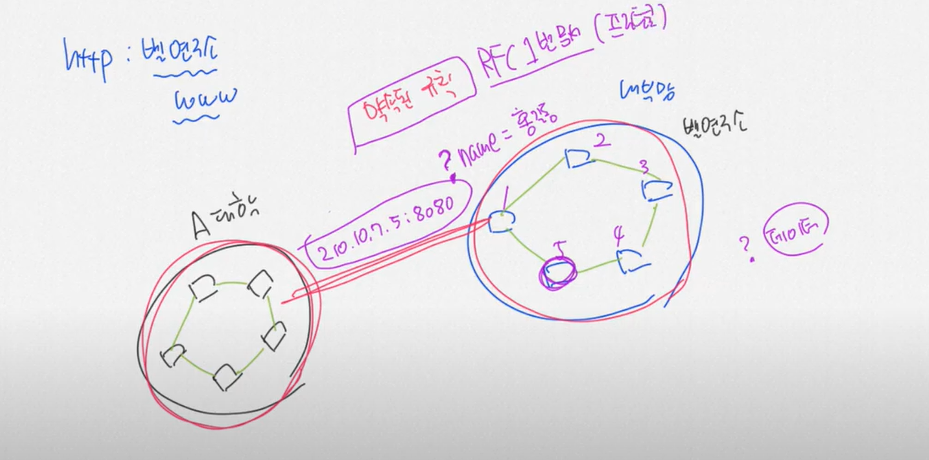 http : 벨연구소
www
약속된 규칙
RFC 1번 문서 (프로토콜)
내부망
벨연구소
? name = 홍길동
210.10.7.5:8080
A대학
1
2
3
4
5
? 데이터